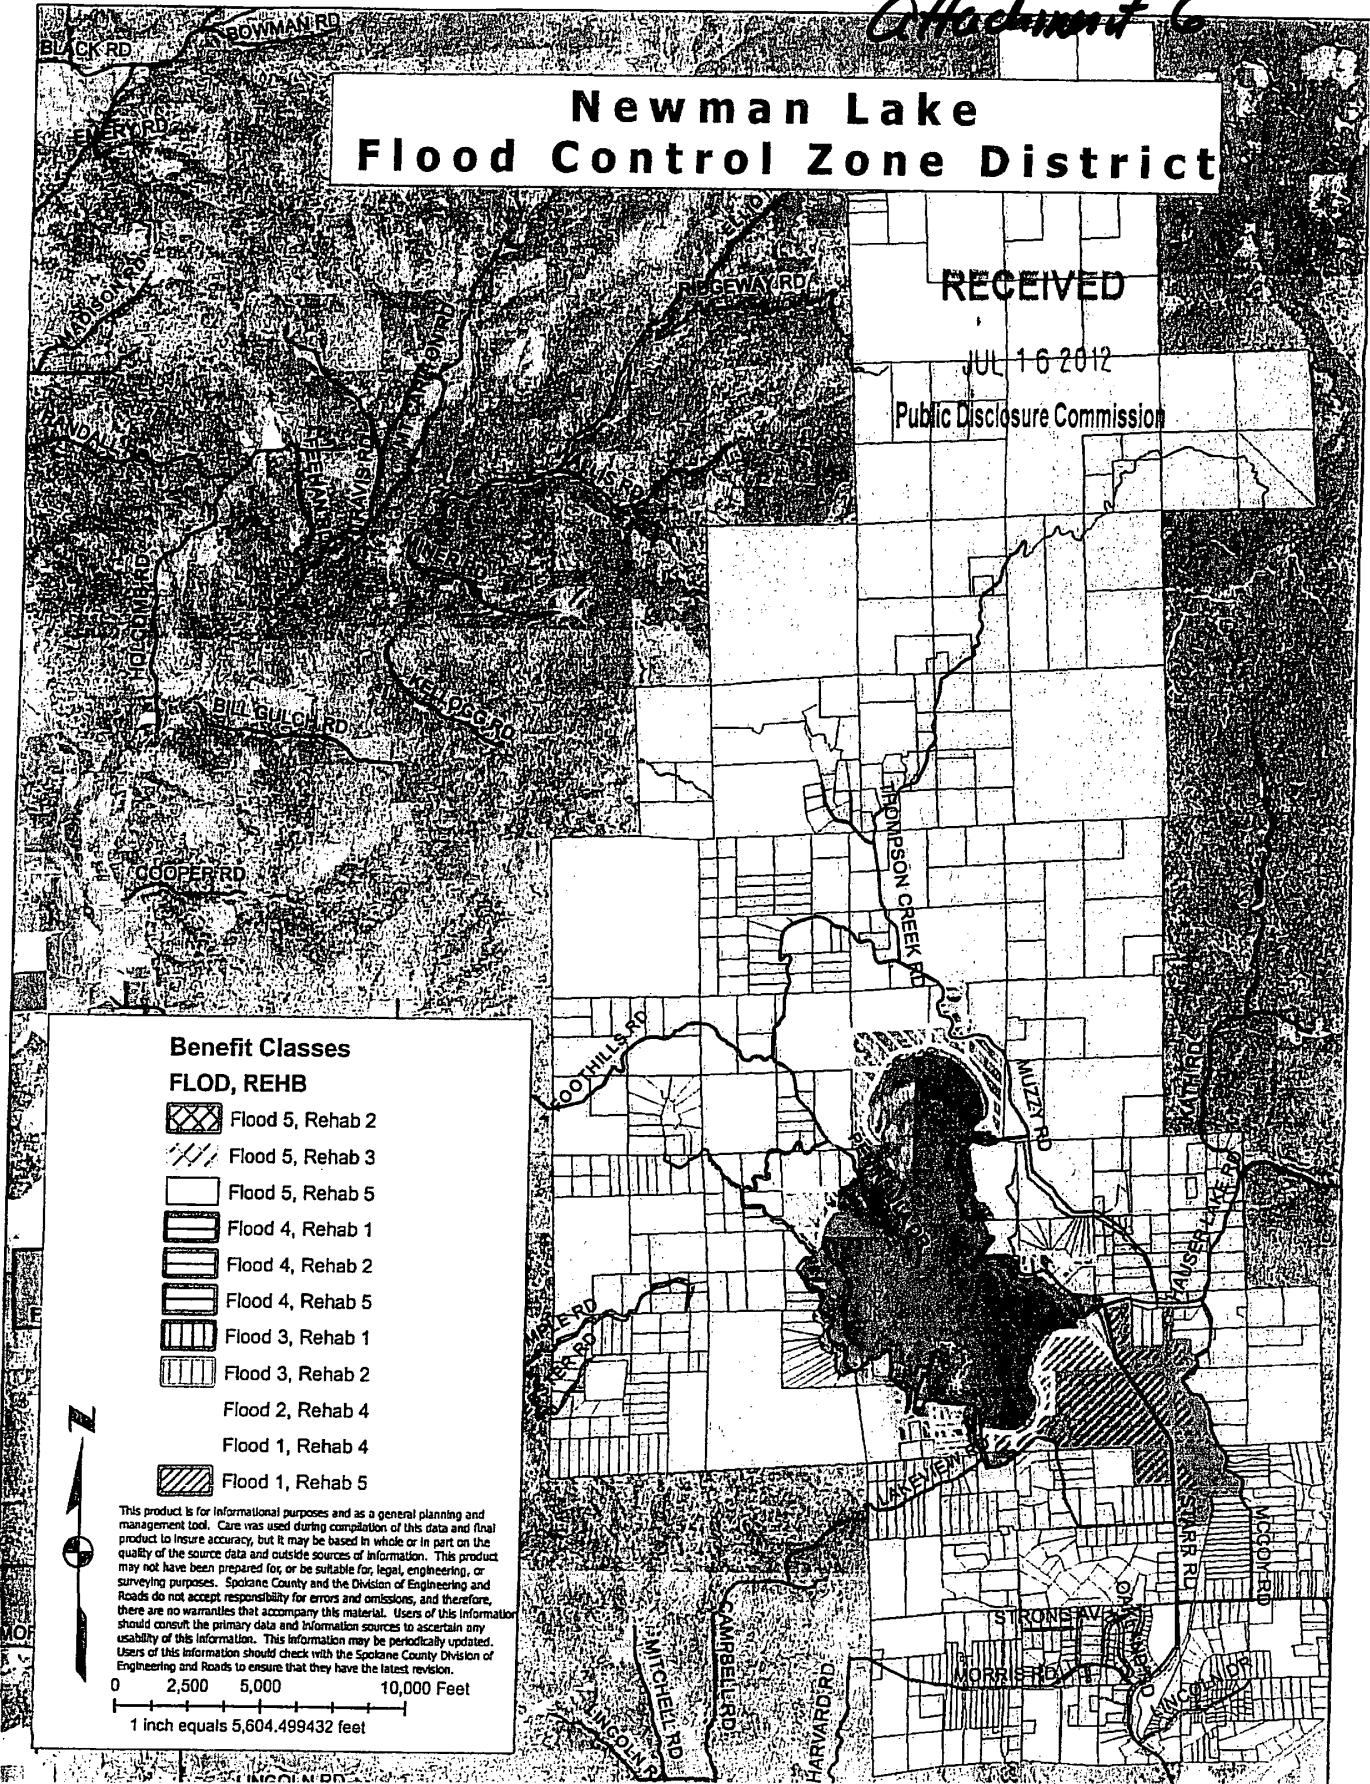 Attachment 6
BLACK RD
BOWMAN RD
Newman Lake
Flood Control Zone District
EMERY RD
MADISON RD
RIDGEWAY RD
RECEIVED
JUL 16 2012
Public Disclosure Commission
HOLCOMB RD
BILL GULCH RD
KELLOGG RD
COOPER RD
THOMPSON CREEK RD
FOOTHILLS RD
MUZZY RD
HAUSER LAKE RD
LAKEVIEW
STARR RD
MCCOY RD
STRONG AV
MORRIS RD
LINCOLN DR
MITCHELL RD
CAMPBELL RD
HARVARD RD
LINCOLN R
LINCOLN RD
Benefit Classes
FLOD, REHB
Flood 5, Rehab 2
Flood 5, Rehab 3
Flood 5, Rehab 5
Flood 4, Rehab 1
Flood 4, Rehab 2
Flood 4, Rehab 5
Flood 3, Rehab 1
Flood 3, Rehab 2
Flood 2, Rehab 4
Flood 1, Rehab 4
Flood 1, Rehab 5
Z
This product is for informational purposes and as a general planning and
management tool. Care was used during compilation of this data and final
product to insure accuracy, but it may be based in whole or in part on the
quality of the source data and outside sources of information. This product
may not have been prepared for, or be suitable for, legal, engineering, or
surveying purposes. Spokane County and the Division of Engineering and
Roads do not accept responsibility for errors and omissions, and therefore,
there are no warranties that accompany this material. Users of this information
should consult the primary data and information sources to ascertain any
usability of this information. This information may be periodically updated.
Users of this information should check with the Spokane County Division of
Engineering and Roads to ensure that they have the latest revision.
0 2,500 5,000 10,000 Feet
1 inch equals 5,604.499432 feet